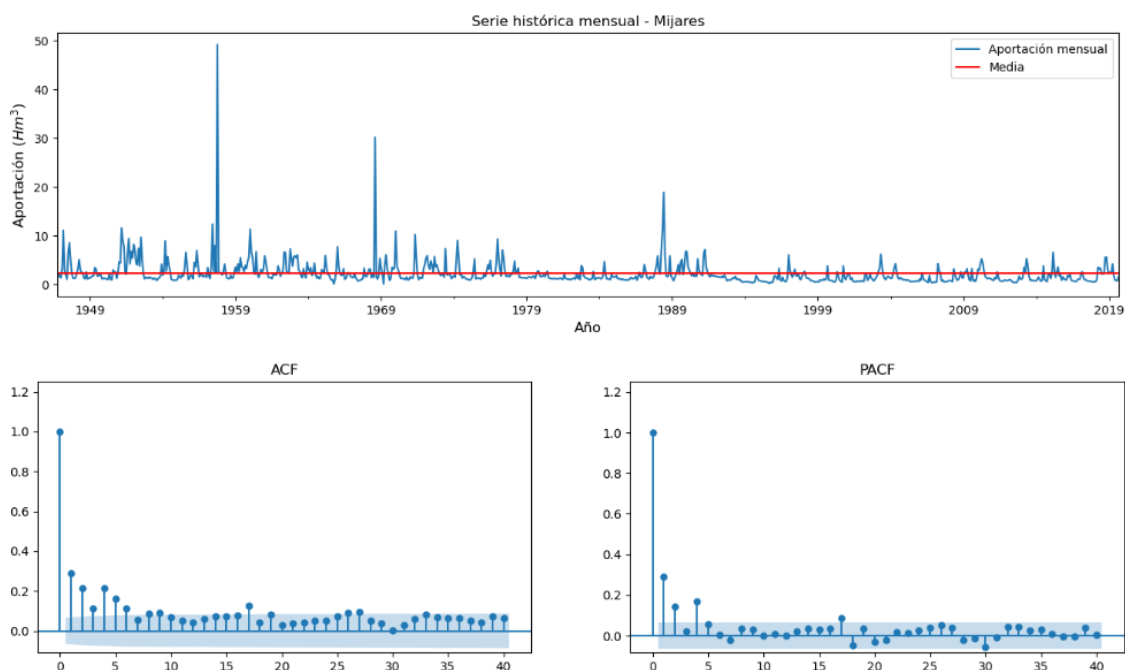 Serie histórica mensual - Mijares
Aportación (Hm³)
50
40
30
20
10
0
Aportación mensual
Media
1949 1959 1969 1979 1989 1999 2009 2019
Año
ACF
1.2
1.0
0.8
0.6
0.4
0.2
0.0
0 5 10 15 20 25 30 35 40
PACF
1.2
1.0
0.8
0.6
0.4
0.2
0.0
0 5 10 15 20 25 30 35 40